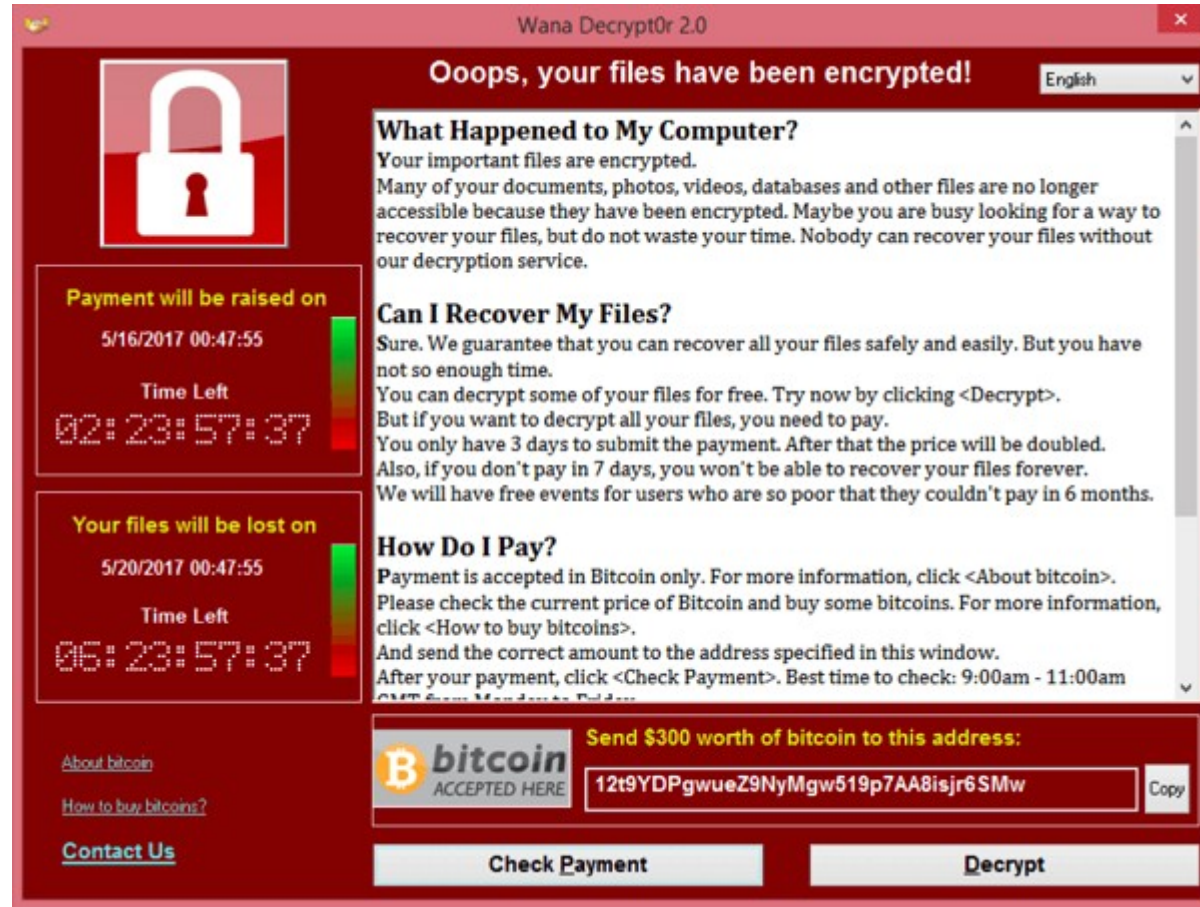 Wana Decrypt0r 2.0
Ooops, your files have been encrypted!
English
What Happened to My Computer?
Your important files are encrypted.
Many of your documents, photos, videos, databases and other files are no longer
accessible because they have been encrypted. Maybe you are busy looking for a way to
recover your files, but do not waste your time. Nobody can recover your files without
our decryption service.
Can I Recover My Files?
Sure. We guarantee that you can recover all your files safely and easily. But you have
not so enough time.
You can decrypt some of your files for free. Try now by clicking <Decrypt>.
But if you want to decrypt all your files, you need to pay.
You only have 3 days to submit the payment. After that the price will be doubled.
Also, if you don't pay in 7 days, you won't be able to recover your files forever.
We will have free events for users who are so poor that they couldn't pay in 6 months.
How Do I Pay?
Payment is accepted in Bitcoin only. For more information, click <About bitcoin>.
Please check the current price of Bitcoin and buy some bitcoins. For more information,
click <How to buy bitcoins>.
And send the correct amount to the address specified in this window.
After your payment, click <Check Payment>. Best time to check: 9:00am - 11:00am
GMT from Monday to Friday.
Payment will be raised on
5/16/2017 00:47:55
Time Left
02:23:57:37
Your files will be lost on
5/20/2017 00:47:55
Time Left
06:23:57:37
About bitcoin
How to buy bitcoins?
Contact Us
bitcoin
ACCEPTED HERE
Send $300 worth of bitcoin to this address:
12t9YDPgwueZ9NyMgw519p7AA8isjr6SMw
Copy
Check Payment
Decrypt